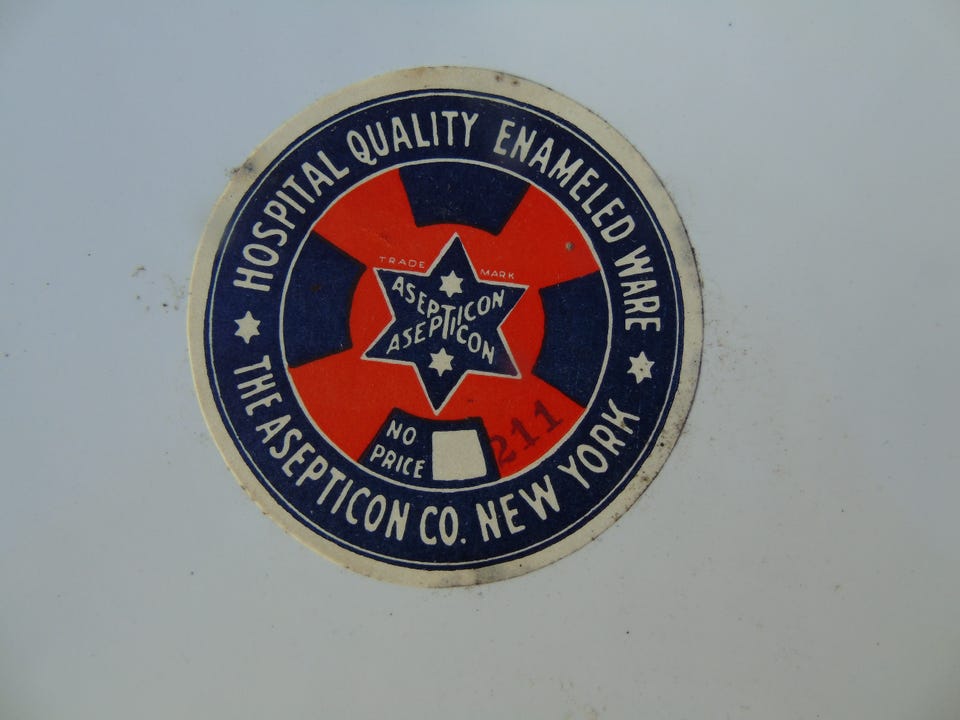 HOSPITAL QUALITY ENAMELED WARE
TRADE MARK
ASEPTICON
ASEPTICON
NO
PRICE
211
THE ASEPTICON CO. NEW YORK